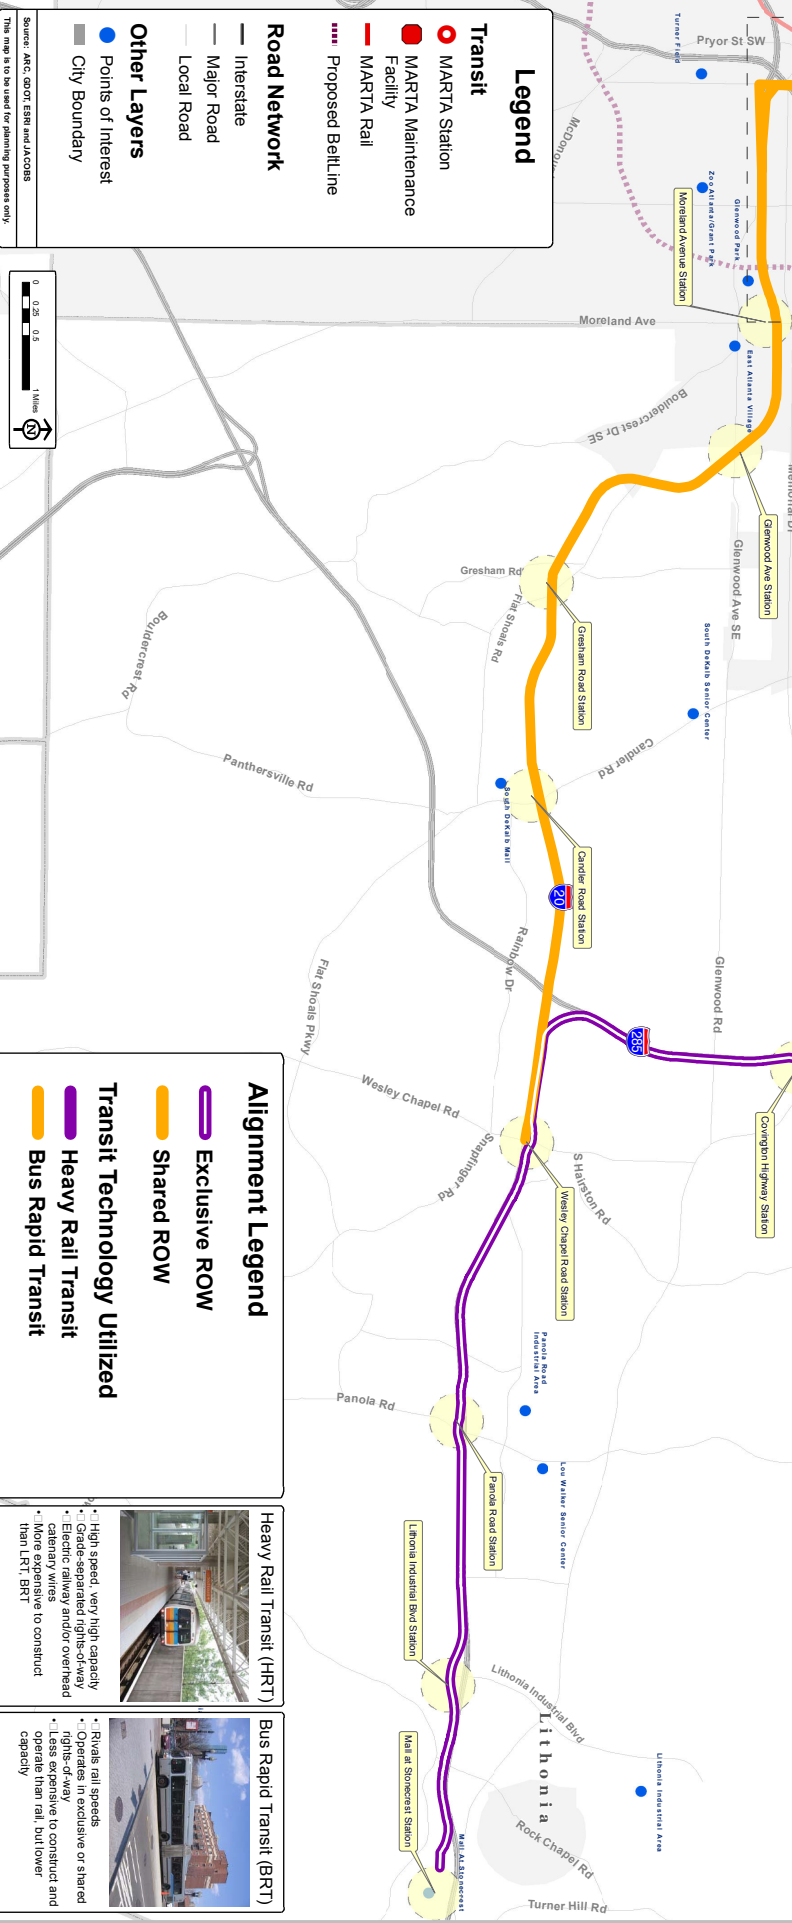 Legend
Transit
MARTA Station
MARTA Maintenance
Facility
MARTA Rail
Proposed BeltLine
Road Network
Interstate
Major Road
Local Road
Other Layers
Points of Interest
City Boundary
Source: ARC, GDOT, ESRI and JACOBS
This map is to be used for planning purposes only.
0 0.25 0.5 1 Miles
N
Pryor St SW
Turner Field
Zoo Atlanta/Grant Park
Glenwood Park
Moreland Avenue Station
Moreland Ave
East Atlanta Village
Bouldercrest Dr SE
Glenwood Ave Station
Glenwood Ave SE
Gresham Rd
Flat Shoals Rd
Gresham Road Station
South DeKalb Senior Center
Bouldercrest Rd
Panthersville Rd
Candler Rd
South DeKalb Mall
Candler Road Station
20
Rainbow Dr
Flat Shoals Pkwy
Glenwood Rd
285
Wesley Chapel Rd
Covington Highway Station
Snapfinger Rd
S Hairston Rd
Wesley Chapel Road Station
Panola Road
Industrial Area
Panola Rd
Lou Walker Senior Center
Panola Road Station
Lithonia Industrial Blvd Station
Lithonia Industrial Blvd
Lithonia
Lithonia Industrial Area
Mall at Stonecrest Station
Mall At Stonecrest
Rock Chapel Rd
Turner Hill Rd
Alignment Legend
Exclusive ROW
Shared ROW
Transit Technology Utilized
Heavy Rail Transit
Bus Rapid Transit
Heavy Rail Transit (HRT)
• High speed, very high capacity
• Grade-separated rights-of-way
• Electric railway and/or overhead
catenary wires
• More expensive to construct
than LRT, BRT
Bus Rapid Transit (BRT)
• Rivals rail speeds
• Operates in exclusive or shared
rights-of-way
• Less expensive to construct and
operate than rail, but lower
capacity